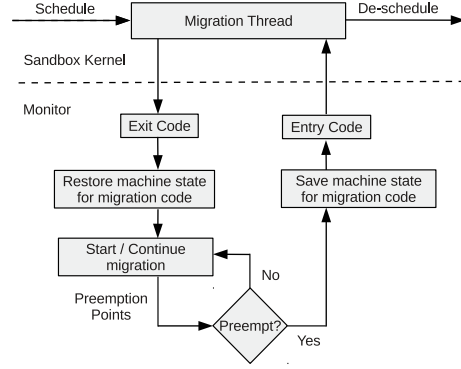 Schedule
Migration Thread
De-schedule
Sandbox Kernel
Monitor
Exit Code
Entry Code
Restore machine state
for migration code
Save machine state
for migration code
Start / Continue
migration
No
Preemption
Points
Preempt?
Yes